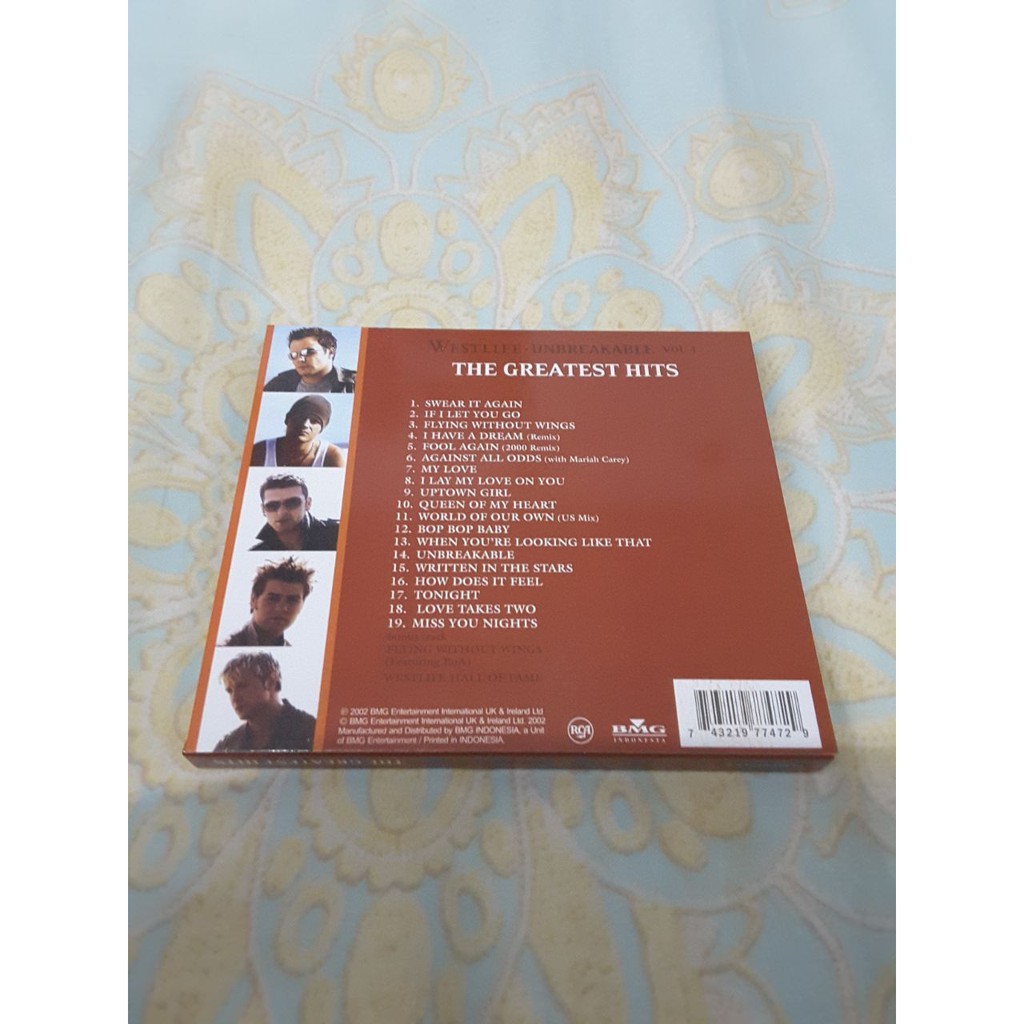 WESTLIFE - UNBREAKABLE VOL 1
THE GREATEST HITS
1. SWEAR IT AGAIN
2. IF I LET YOU GO
3. FLYING WITHOUT WINGS
4. I HAVE A DREAM (Remix)
5. FOOL AGAIN (2000 Remix)
6. AGAINST ALL ODDS (with Mariah Carey)
7. MY LOVE
8. I LAY MY LOVE ON YOU
9. UPTOWN GIRL
10. QUEEN OF MY HEART
11. WORLD OF OUR OWN (US Mix)
12. BOP BOP BABY
13. WHEN YOU'RE LOOKING LIKE THAT
14. UNBREAKABLE
15. WRITTEN IN THE STARS
16. HOW DOES IT FEEL
17. TONIGHT
18. LOVE TAKES TWO
19. MISS YOU NIGHTS
bonus track
FLYING WITHOUT WINGS
(Featuring BoA)
WESTLIFE HALL OF FAME
℗ 2002 BMG Entertainment International UK & Ireland Ltd
© BMG Entertainment International UK & Ireland Ltd. 2002
Manufactured and Distributed by BMG INDONESIA, a Unit
of BMG Entertainment / Printed in INDONESIA.
RCA
BMG
INDONESIA
7 43219 77472 9
THE GREATEST HITS